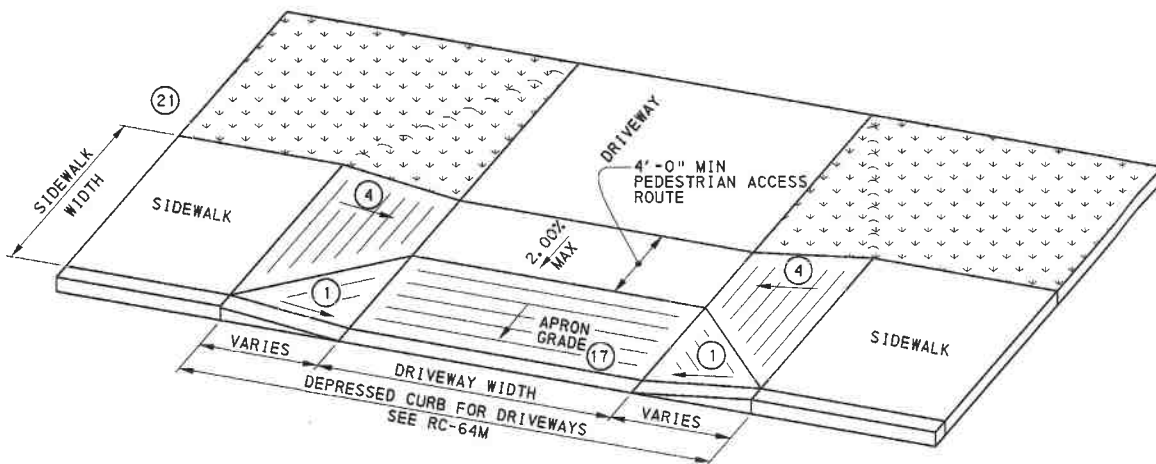 21
SIDEWALK
WIDTH
SIDEWALK
4
1
DRIVEWAY
4'-0" MIN
PEDESTRIAN ACCESS
ROUTE
2.00%
MAX
4
1
SIDEWALK
APRON
GRADE
17
VARIES
DRIVEWAY WIDTH
VARIES
DEPRESSED CURB FOR DRIVEWAYS
SEE RC-64M